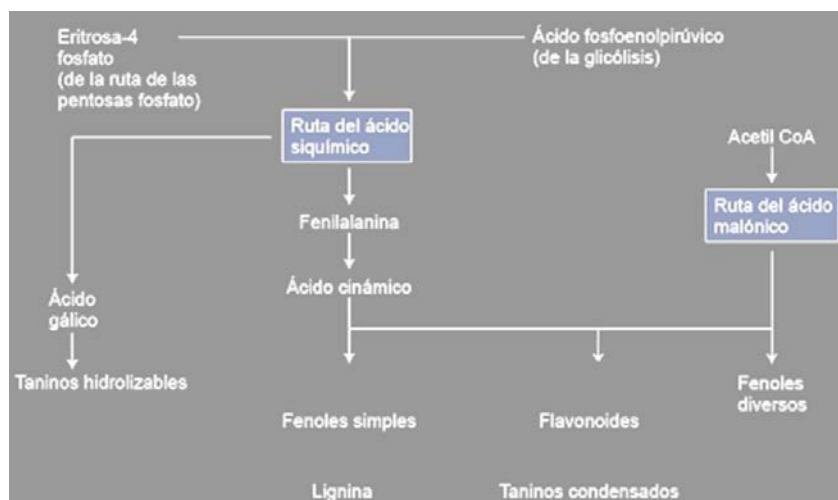 Eritrosa-4
fosfato
(de la ruta de las
pentosas fosfato)
Ácido fosfoenolpirúvico
(de la glicólisis)
Ruta del ácido
siquímico
Acetil CoA
Ruta del ácido
malónico
Fenilalanina
Ácido cinámico
Ácido
gálico
Taninos hidrolizables
Fenoles simples
Flavonoides
Fenoles
diversos
Lignina
Taninos condensados